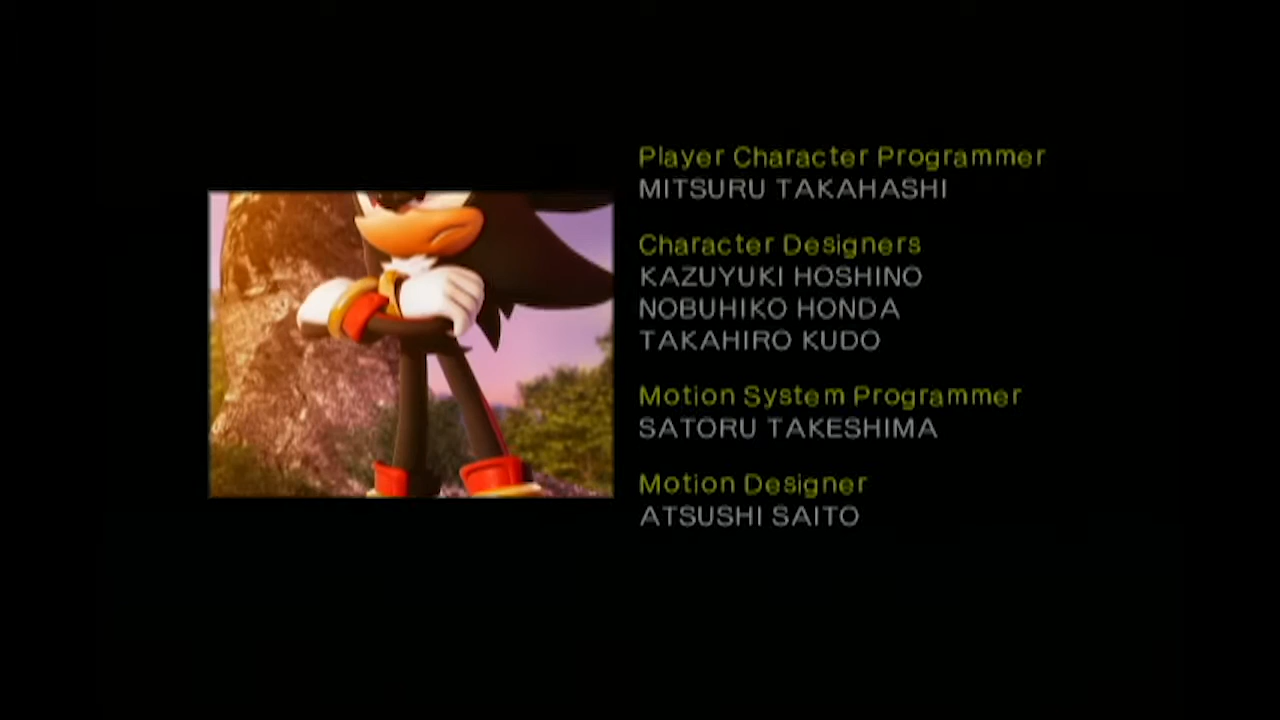 Player Character Programmer
MITSURU TAKAHASHI
Character Designers
KAZUYUKI HOSHINO
NOBUHIKO HONDA
TAKAHIRO KUDO
Motion System Programmer
SATORU TAKESHIMA
Motion Designer
ATSUSHI SAITO